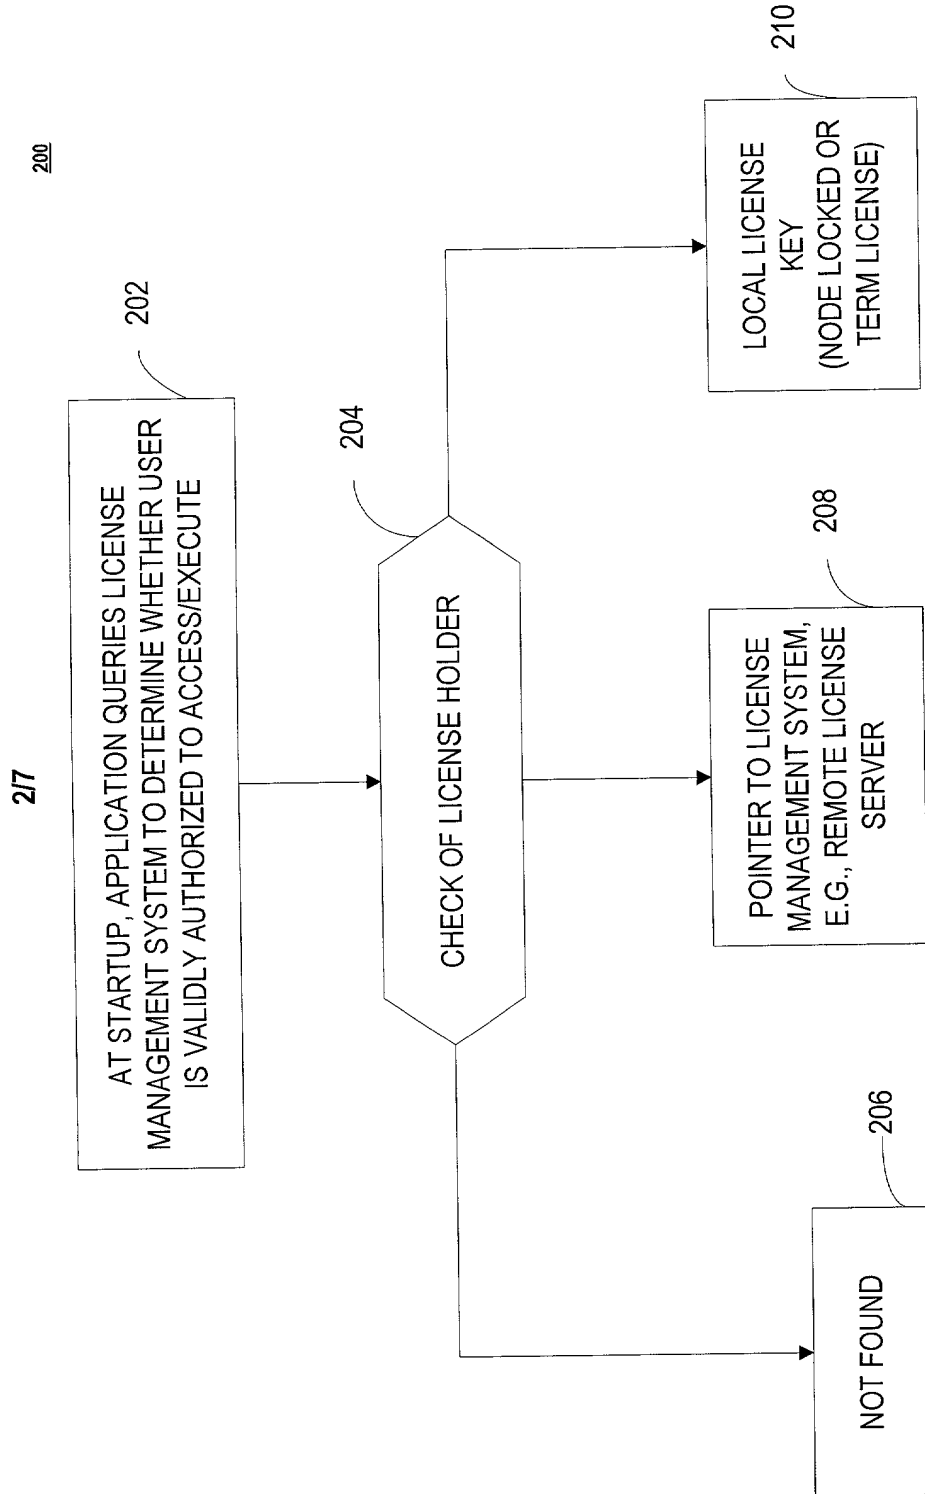 2/7
200
AT STARTUP, APPLICATION QUERIES LICENSE
MANAGEMENT SYSTEM TO DETERMINE WHETHER USER
IS VALIDLY AUTHORIZED TO ACCESS/EXECUTE
202
CHECK OF LICENSE HOLDER
204
NOT FOUND
206
POINTER TO LICENSE
MANAGEMENT SYSTEM,
E.G., REMOTE LICENSE
SERVER
208
LOCAL LICENSE
KEY
(NODE LOCKED OR
TERM LICENSE)
210